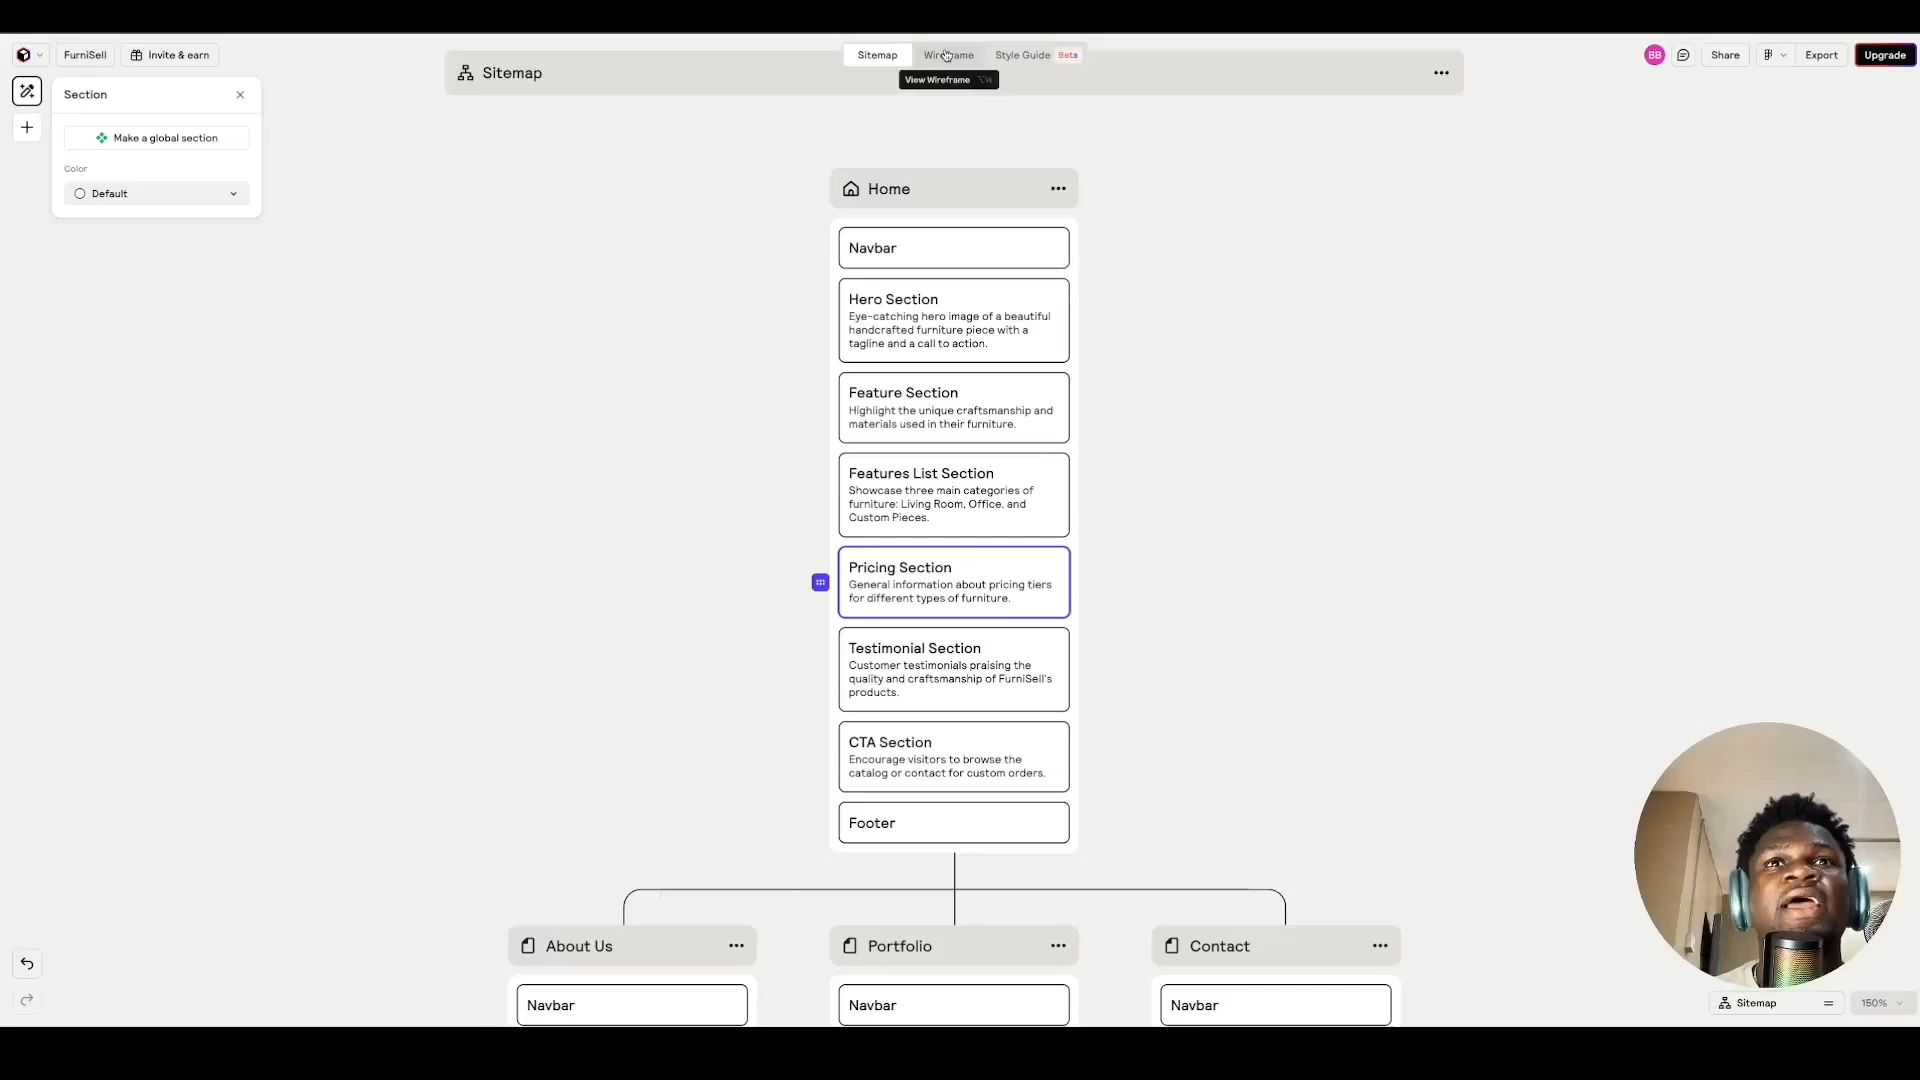 FurniSell
Invite & earn
Sitemap
Wireframe
Style Guide
Beta
Share
Export
Upgrade
BB
Sitemap
View Wireframe ⌥W
Section
Make a global section
Color
Default
Home
Navbar
Hero Section
Eye-catching hero image of a beautiful
handcrafted furniture piece with a
tagline and a call to action.
Feature Section
Highlight the unique craftsmanship and
materials used in their furniture.
Features List Section
Showcase three main categories of
furniture: Living Room, Office, and
Custom Pieces.
Pricing Section
General information about pricing tiers
for different types of furniture.
Testimonial Section
Customer testimonials praising the
quality and craftsmanship of FurniSell's
products.
CTA Section
Encourage visitors to browse the
catalog or contact for custom orders.
Footer
About Us
Portfolio
Contact
Navbar
Navbar
Navbar
Sitemap
150%